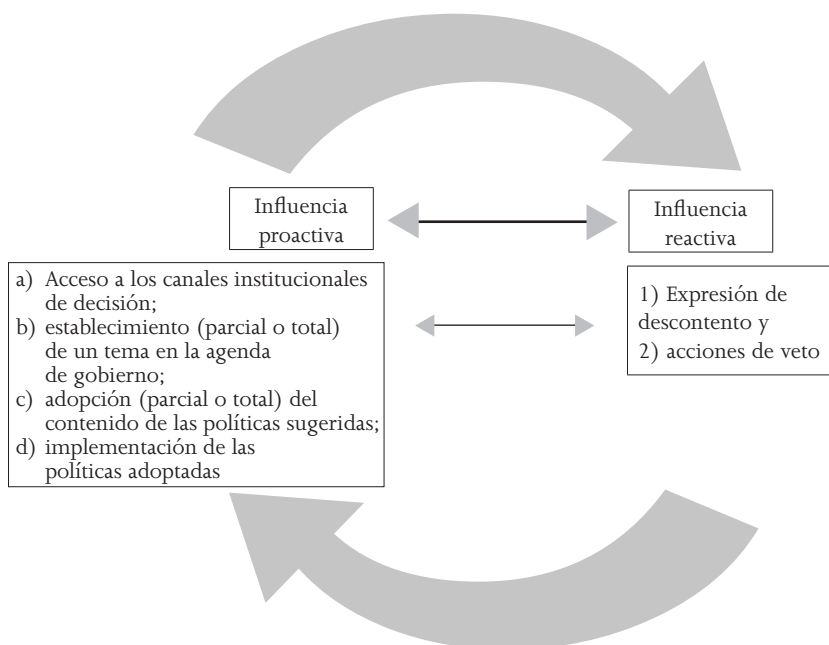 Influencia
proactiva
Influencia
reactiva
a) Acceso a los canales institucionales
de decisión;
b) establecimiento (parcial o total)
de un tema en la agenda
de gobierno;
c) adopción (parcial o total) del
contenido de las políticas sugeridas;
d) implementación de las
políticas adoptadas
1) Expresión de
descontento y
2) acciones de veto